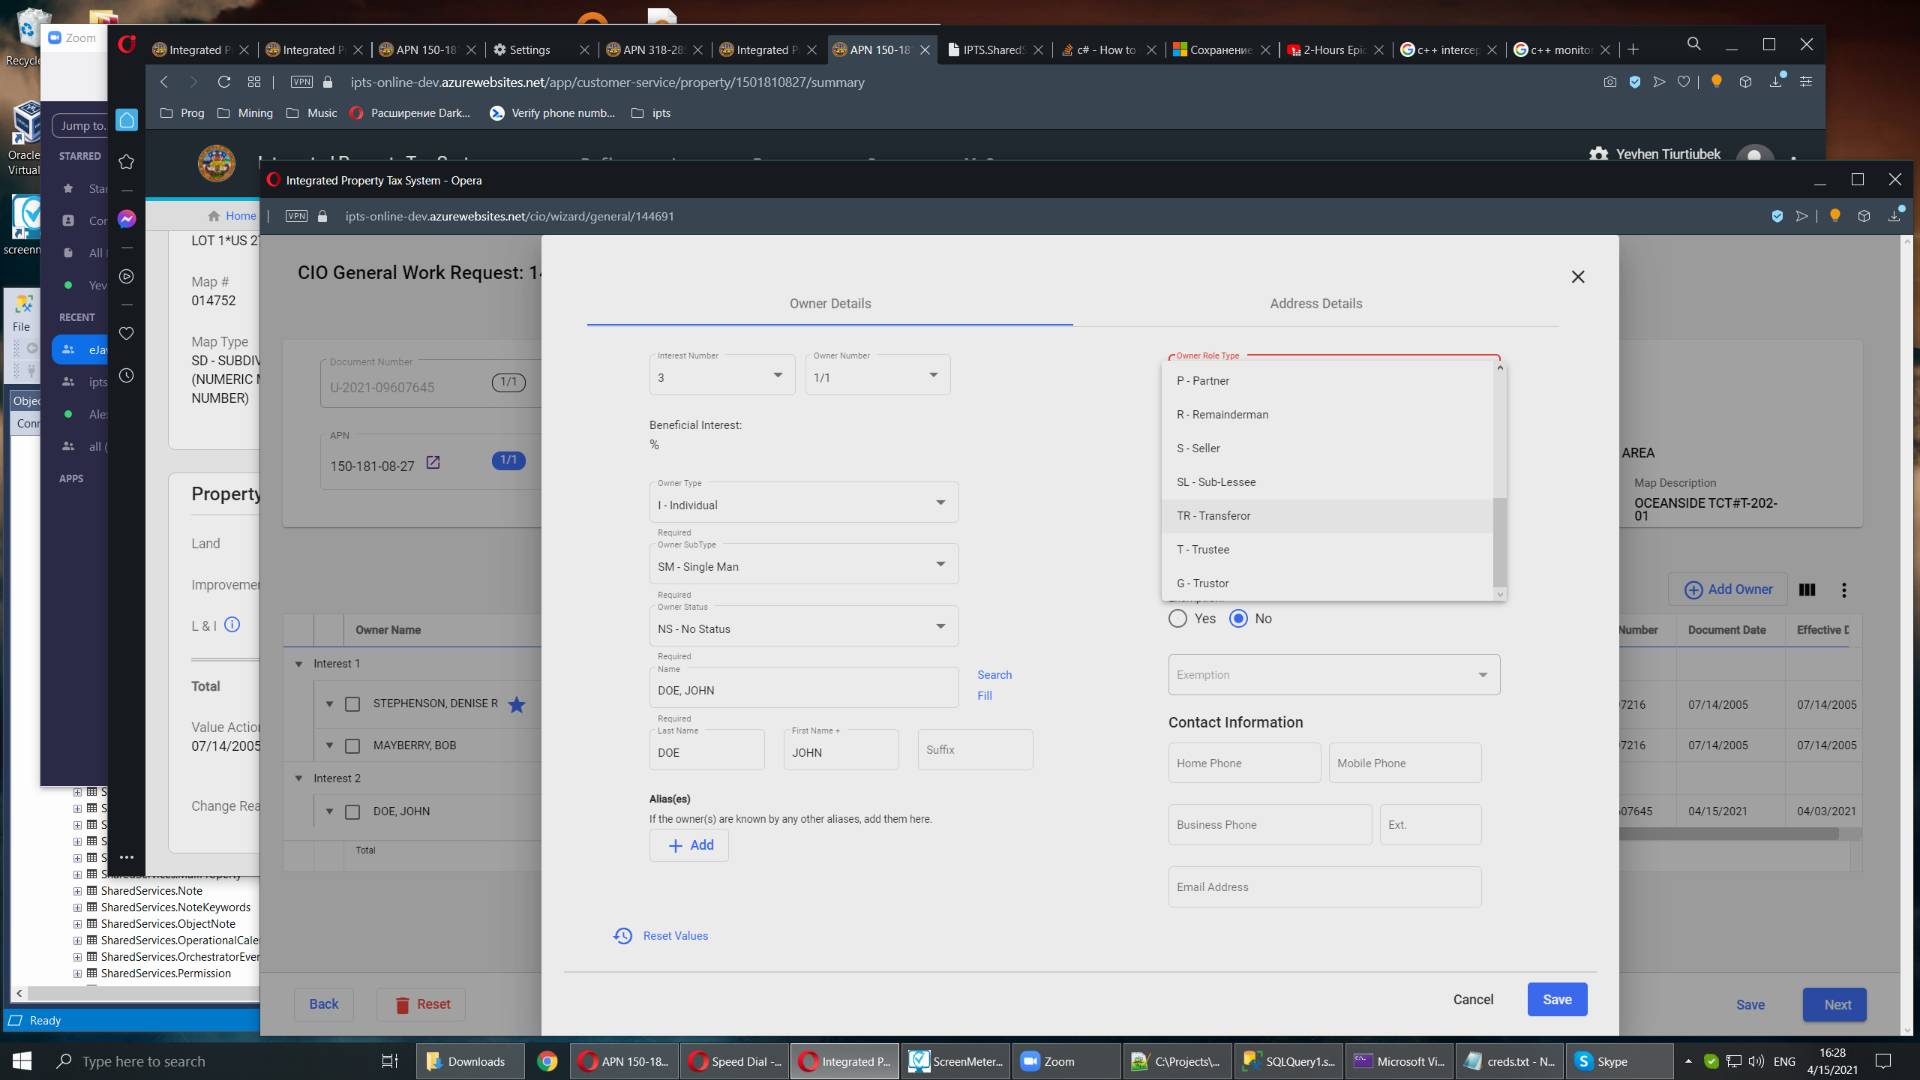 Zoom
Recycle
Oracle
Virtual
screenm
Jump to...
STARRED
RECENT
APPS
Integrated P
Integrated P
APN 150-18
Settings
APN 318-28
Integrated P
APN 150-18
IPTS.SharedS
c# - How to
Сохранение
2-Hours Epic
c++ intercep
c++ monitor
VPN
ipts-online-dev.azurewebsites.net/app/customer-service/property/1501810827/summary
Prog
Mining
Music
Расширение Dark...
Verify phone numb...
ipts
Yevhen Tiurtiubek
Integrated Property Tax System - Opera
VPN
ipts-online-dev.azurewebsites.net/cio/wizard/general/144691
Home
LOT 1*US 2
Map #
014752
Map Type
SD - SUBDIV
(NUMERIC M
NUMBER)
Property
Land
Improvemen
L & I
Total
Value Action
07/14/2005
Change Rea
File
Objec
Conn
SharedServices.Note
SharedServices.NoteKeywords
SharedServices.ObjectNote
SharedServices.OperationalCale
SharedServices.OrchestratorEver
SharedServices.Permission
Ready
CIO General Work Request: 1
Document Number
U-2021-09607645
1/1
APN
150-181-08-27
1/1
Owner Name
Interest 1
STEPHENSON, DENISE R
MAYBERRY, BOB
Interest 2
DOE, JOHN
Total
Back
Reset
Owner Details
Address Details
Interest Number
3
Owner Number
1/1
Beneficial Interest:
%
Owner Type
I - Individual
Required
Owner SubType
SM - Single Man
Required
Owner Status
NS - No Status
Required
Name
DOE, JOHN
Search
Fill
Required
Last Name
DOE
First Name +
JOHN
Suffix
Alias(es)
If the owner(s) are known by any other aliases, add them here.
Add
Reset Values
Owner Role Type
P - Partner
R - Remainderman
S - Seller
SL - Sub-Lessee
TR - Transferor
T - Trustee
G - Trustor
Yes
No
Exemption
Contact Information
Home Phone
Mobile Phone
Business Phone
Ext.
Email Address
Cancel
Save
AREA
Map Description
OCEANSIDE TCT#T-202-
01
Add Owner
Number
Document Date
Effective D
7216
07/14/2005
07/14/2005
7216
07/14/2005
07/14/2005
607645
04/15/2021
04/03/2021
Save
Next
Type here to search
Downloads
APN 150-18...
Speed Dial -...
Integrated P...
ScreenMeter...
Zoom
C:\Projects\...
SQLQuery1.s...
Microsoft Vi...
creds.txt - N...
Skype
ENG
16:28
4/15/2021